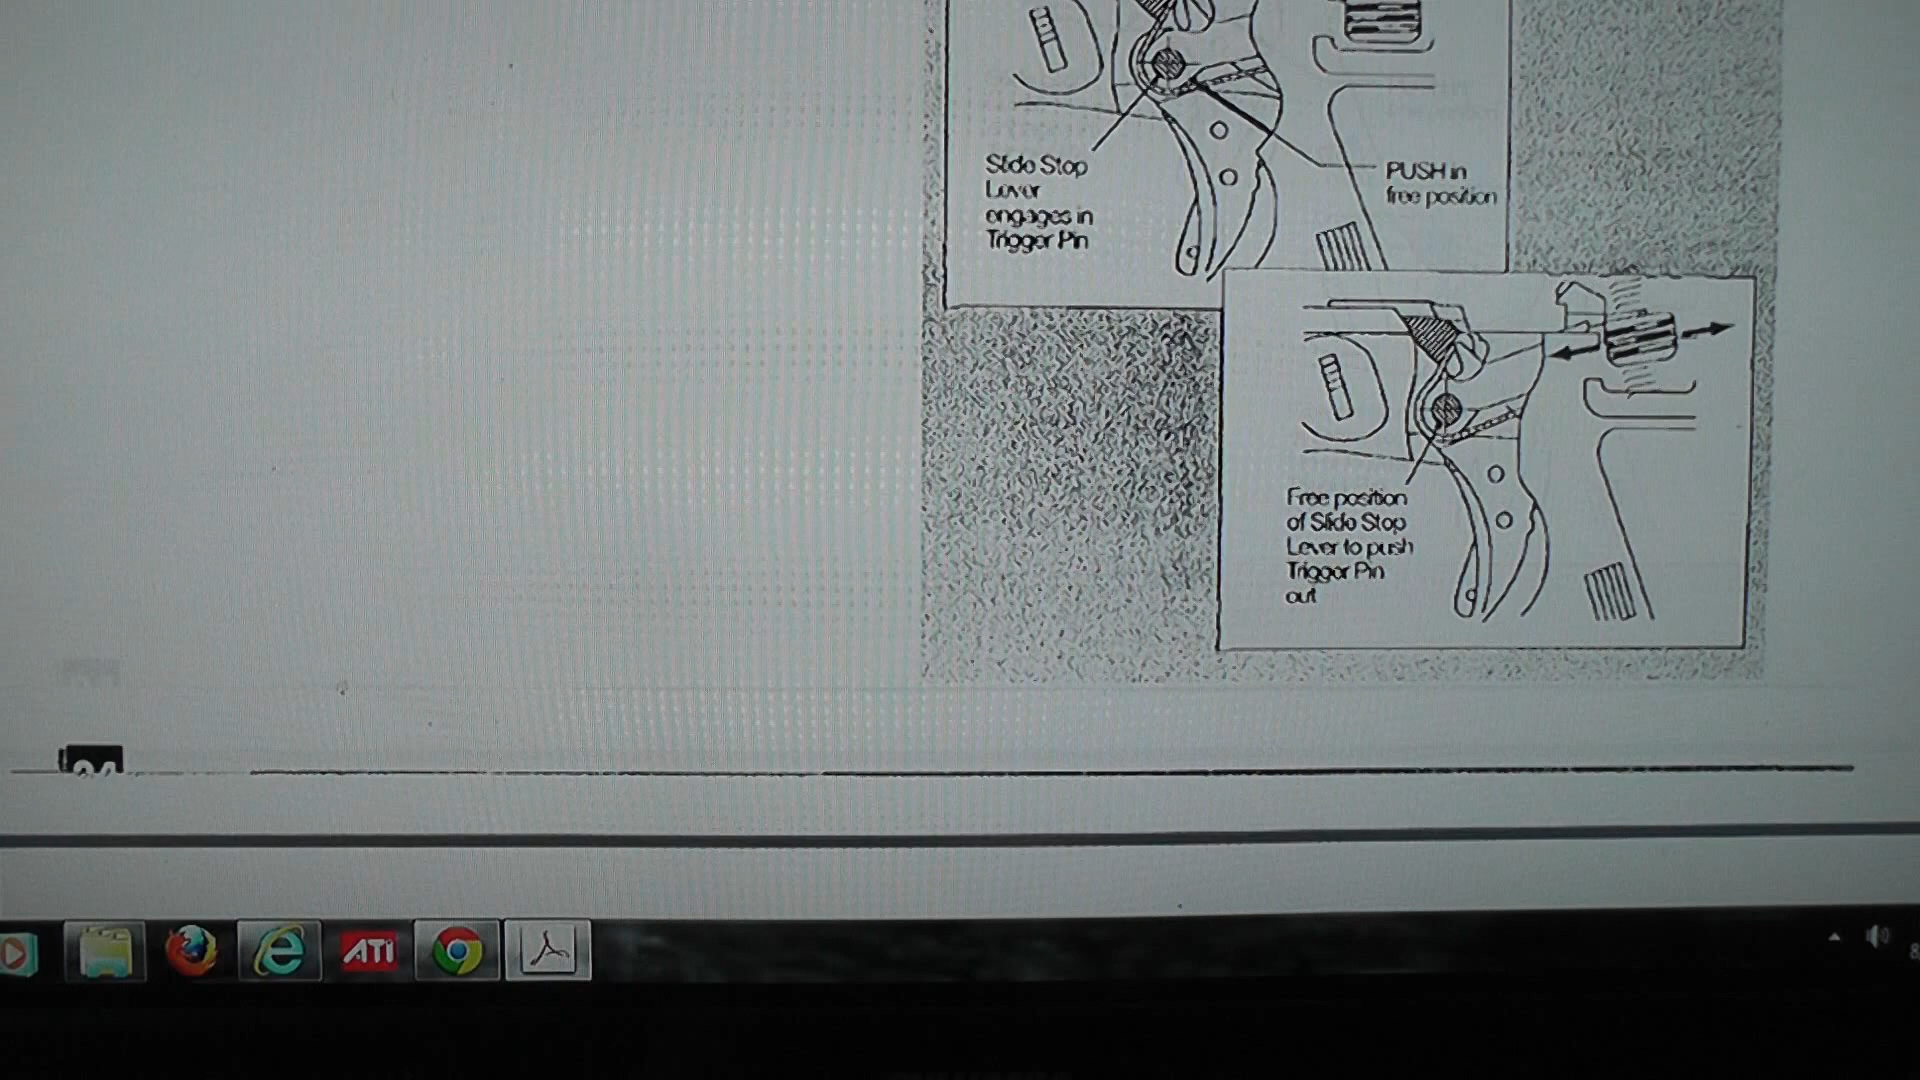 Slide Stop
Lever
engages in
Trigger Pin
PUSH in
free position
Free position
of Slide Stop
Lever to push
Trigger Pin
out
ATI